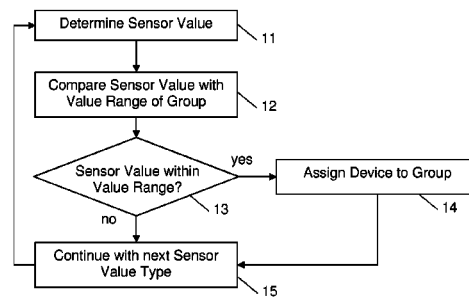 Determine Sensor Value
11
Compare Sensor Value with
Value Range of Group
12
Sensor Value within
Value Range?
yes
13
no
Assign Device to Group
14
Continue with next Sensor
Value Type
15